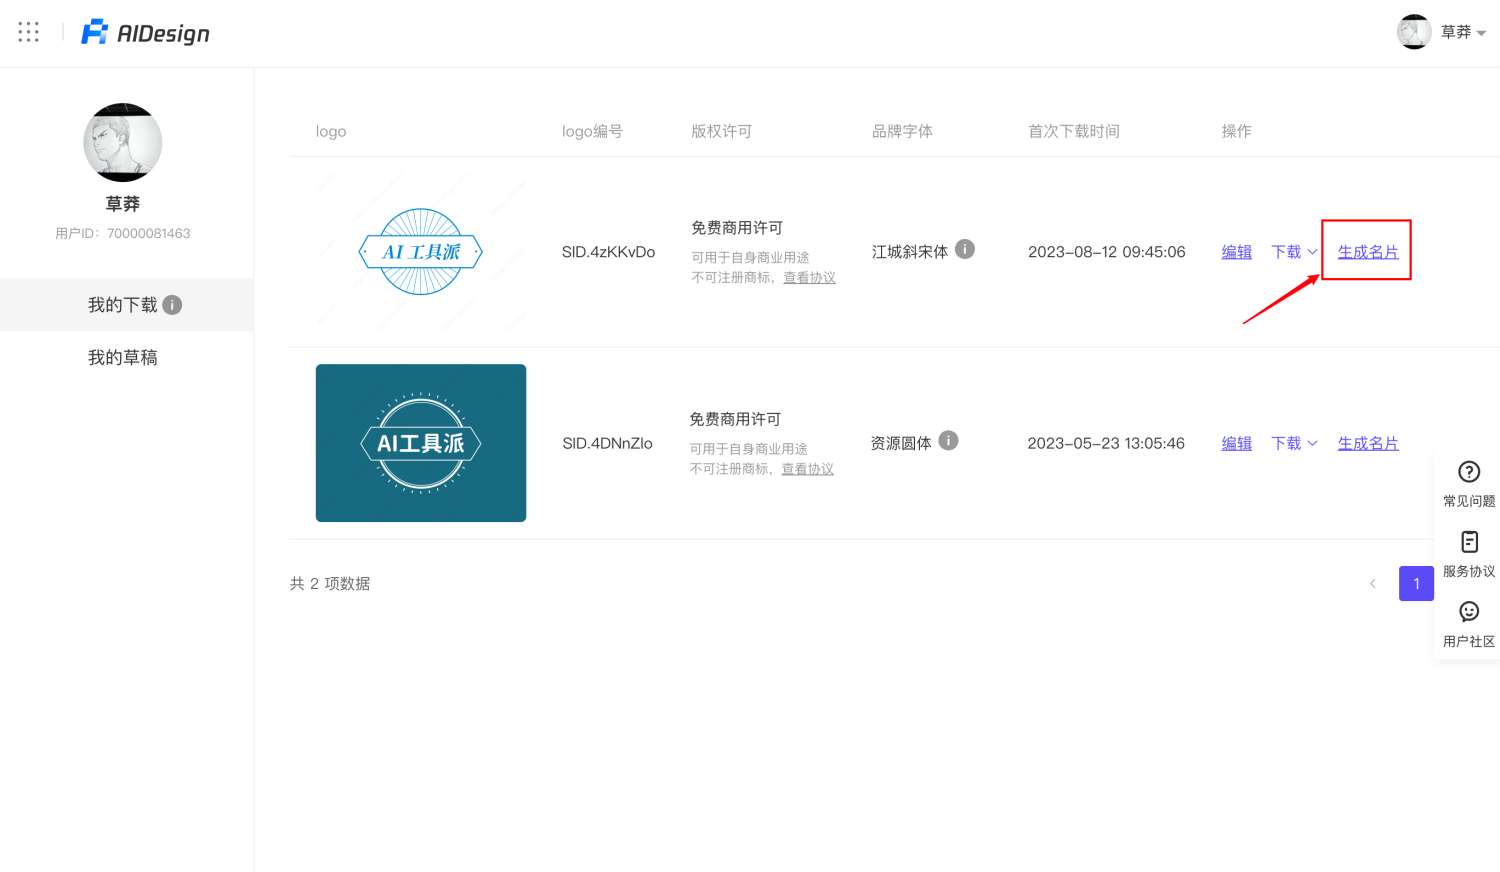 AIDesign
草莽
草莽
用户ID：70000081463
我的下载
我的草稿
logo
logo编号
版权许可
品牌字体
首次下载时间
操作
AI 工具派
SID.4zKKvDo
免费商用许可
可用于自身商业用途
不可注册商标，查看协议
江城斜宋体
2023-08-12 09:45:06
编辑
下载
生成名片
AI工具派
SID.4DNnZlo
免费商用许可
可用于自身商业用途
不可注册商标，查看协议
资源圆体
2023-05-23 13:05:46
编辑
下载
生成名片
共 2 项数据
1
常见问题
服务协议
用户社区